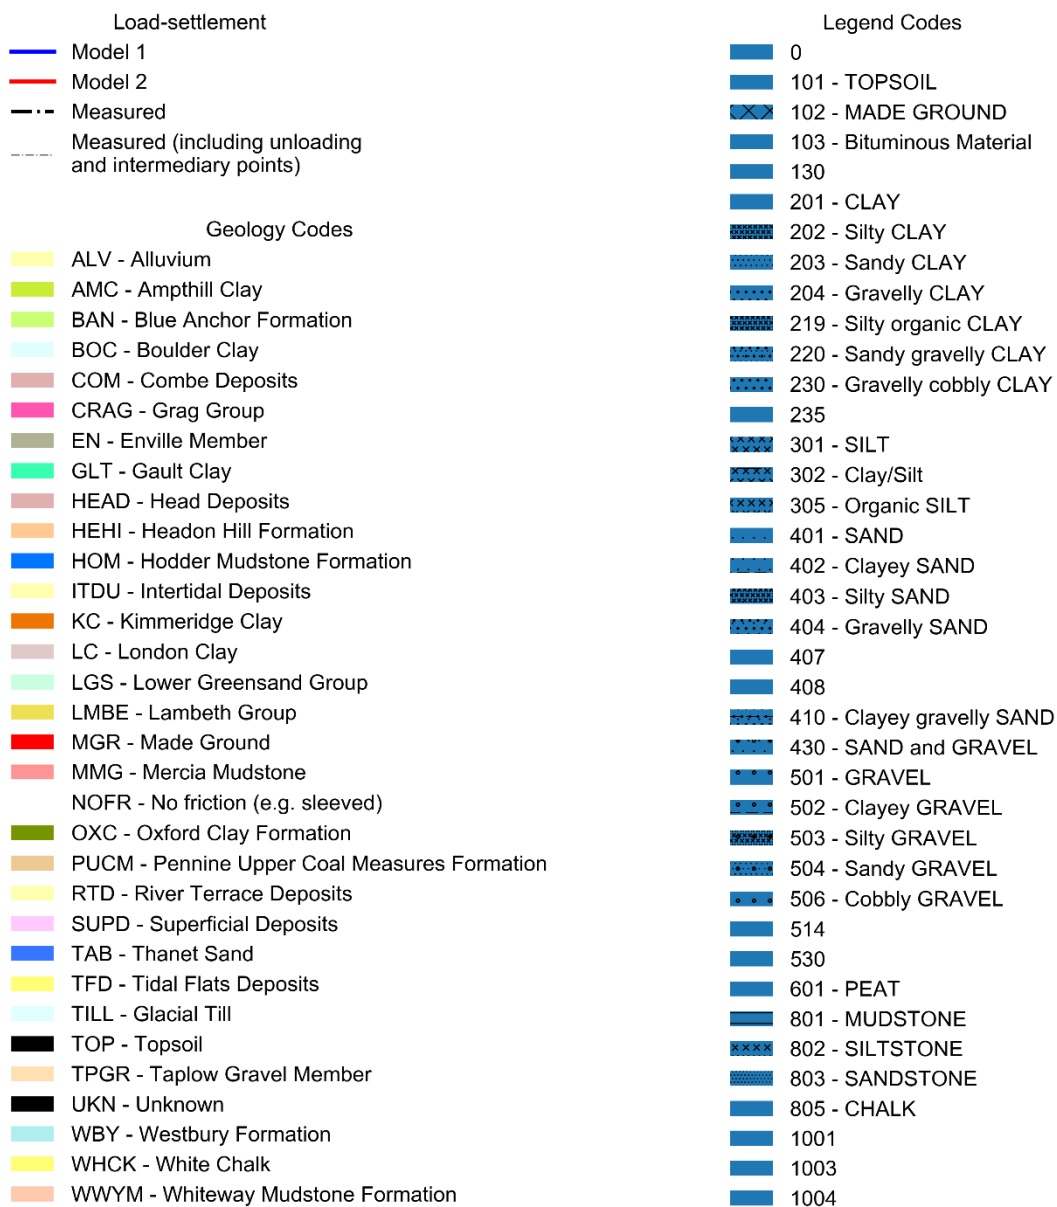 Load-settlement
Model 1
Model 2
Measured
Measured (including unloading
and intermediary points)
Geology Codes
ALV - Alluvium
AMC - Ampthill Clay
BAN - Blue Anchor Formation
BOC - Boulder Clay
COM - Combe Deposits
CRAG - Grag Group
EN - Enville Member
GLT - Gault Clay
HEAD - Head Deposits
HEHI - Headon Hill Formation
HOM - Hodder Mudstone Formation
ITDU - Intertidal Deposits
KC - Kimmeridge Clay
LC - London Clay
LGS - Lower Greensand Group
LMBE - Lambeth Group
MGR - Made Ground
MMG - Mercia Mudstone
NOFR - No friction (e.g. sleeved)
OXC - Oxford Clay Formation
PUCM - Pennine Upper Coal Measures Formation
RTD - River Terrace Deposits
SUPD - Superficial Deposits
TAB - Thanet Sand
TFD - Tidal Flats Deposits
TILL - Glacial Till
TOP - Topsoil
TPGR - Taplow Gravel Member
UKN - Unknown
WBY - Westbury Formation
WHCK - White Chalk
WWYM - Whiteway Mudstone Formation
Legend Codes
0
101 - TOPSOIL
102 - MADE GROUND
103 - Bituminous Material
130
201 - CLAY
202 - Silty CLAY
203 - Sandy CLAY
204 - Gravelly CLAY
219 - Silty organic CLAY
220 - Sandy gravelly CLAY
230 - Gravelly cobbly CLAY
235
301 - SILT
302 - Clay/Silt
305 - Organic SILT
401 - SAND
402 - Clayey SAND
403 - Silty SAND
404 - Gravelly SAND
407
408
410 - Clayey gravelly SAND
430 - SAND and GRAVEL
501 - GRAVEL
502 - Clayey GRAVEL
503 - Silty GRAVEL
504 - Sandy GRAVEL
506 - Cobbly GRAVEL
514
530
601 - PEAT
801 - MUDSTONE
802 - SILTSTONE
803 - SANDSTONE
805 - CHALK
1001
1003
1004